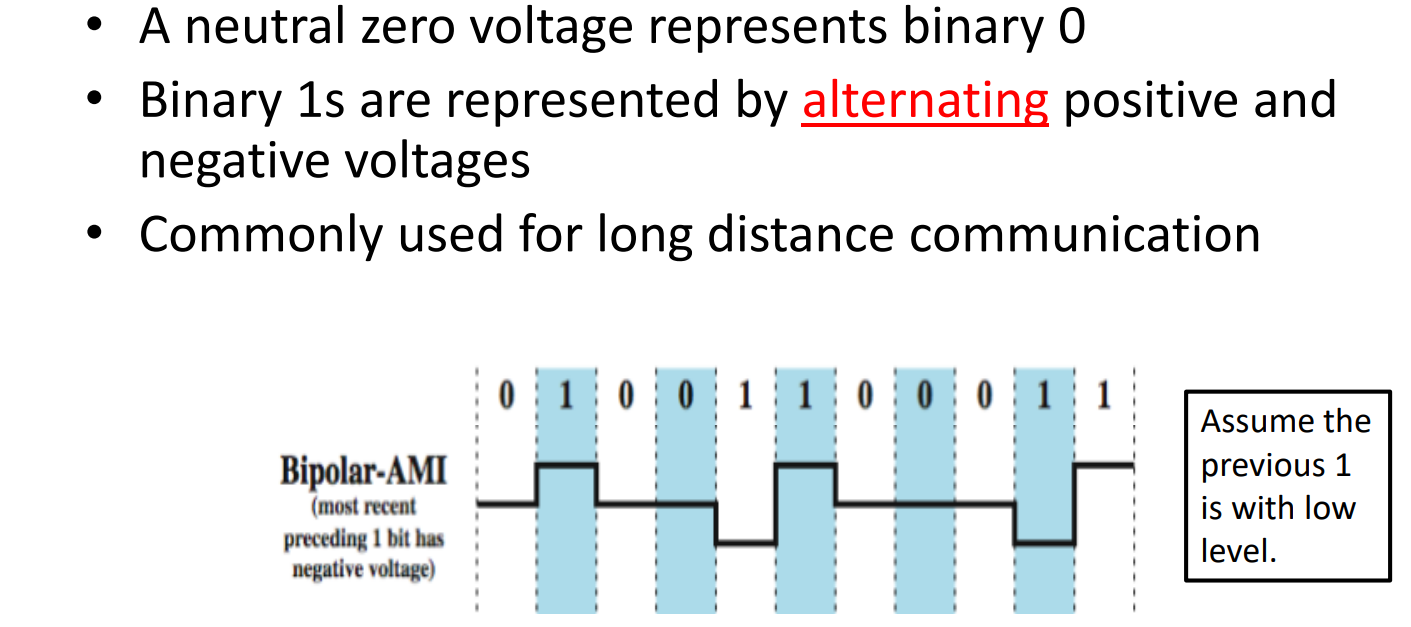 • A neutral zero voltage represents binary 0
• Binary 1s are represented by alternating positive and
negative voltages
• Commonly used for long distance communication
0 1 0 0 1 1 0 0 0 1 1
Bipolar-AMI
(most recent
preceding 1 bit has
negative voltage)
Assume the
previous 1
is with low
level.